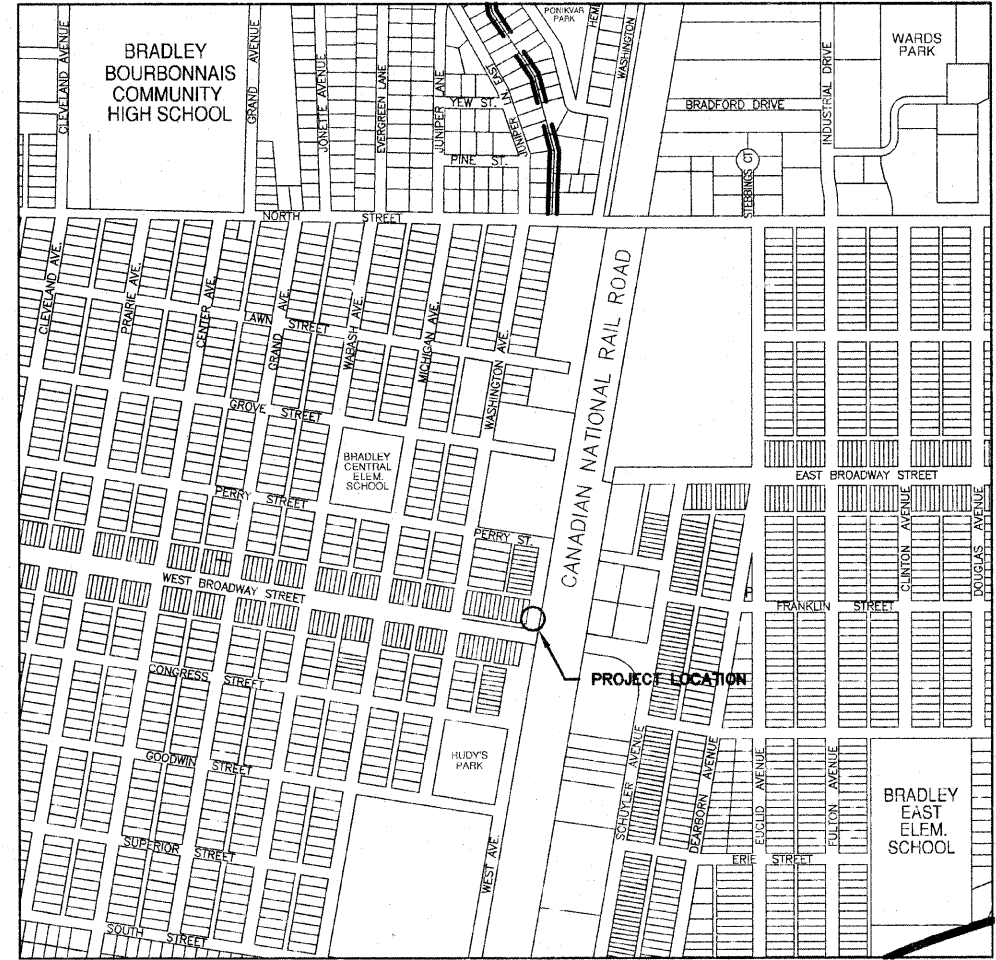 PONIKVAR
PARK
HEM
WASHINGTON
WARDS
PARK
CLEVELAND AVENUE
BRADLEY
BOURBONNAIS
COMMUNITY
HIGH SCHOOL
GRAND AVENUE
JONETTE AVENUE
EVERGREEN LANE
JUNIPER LANE
YEW ST.
JUNIPER LN EAST
PINE ST.
BRADFORD DRIVE
INDUSTRIAL DRIVE
STEBBINGS CT
NORTH STREET
CLEVELAND AVE.
PRAIRIE AVE.
CENTER AVE.
LAWN STREET
GRAND AVE.
WABASH AVE.
MICHIGAN AVE.
WASHINGTON AVE.
CANADIAN NATIONAL RAIL ROAD
GROVE STREET
BRADLEY
CENTRAL
ELEM.
SCHOOL
EAST BROADWAY STREET
PERRY STREET
PERRY ST.
CLINTON AVENUE
DOUGLAS AVENUE
WEST BROADWAY STREET
FRANKLIN STREET
PROJECT LOCATION
CONGRESS STREET
RUDY'S
PARK
GOODWIN STREET
SCHUYLER AVENUE
DEARBORN AVENUE
EUCLID AVENUE
FULTON AVENUE
BRADLEY
EAST
ELEM.
SCHOOL
SUPERIOR STREET
WEST AVE.
ERIE STREET
SOUTH STREET